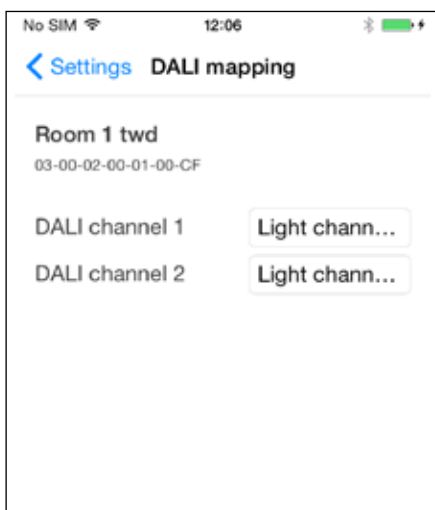 No SIM 12:06
Settings DALI mapping
Room 1 twd
03-00-02-00-01-00-CF
DALI channel 1 Light chann...
DALI channel 2 Light chann...